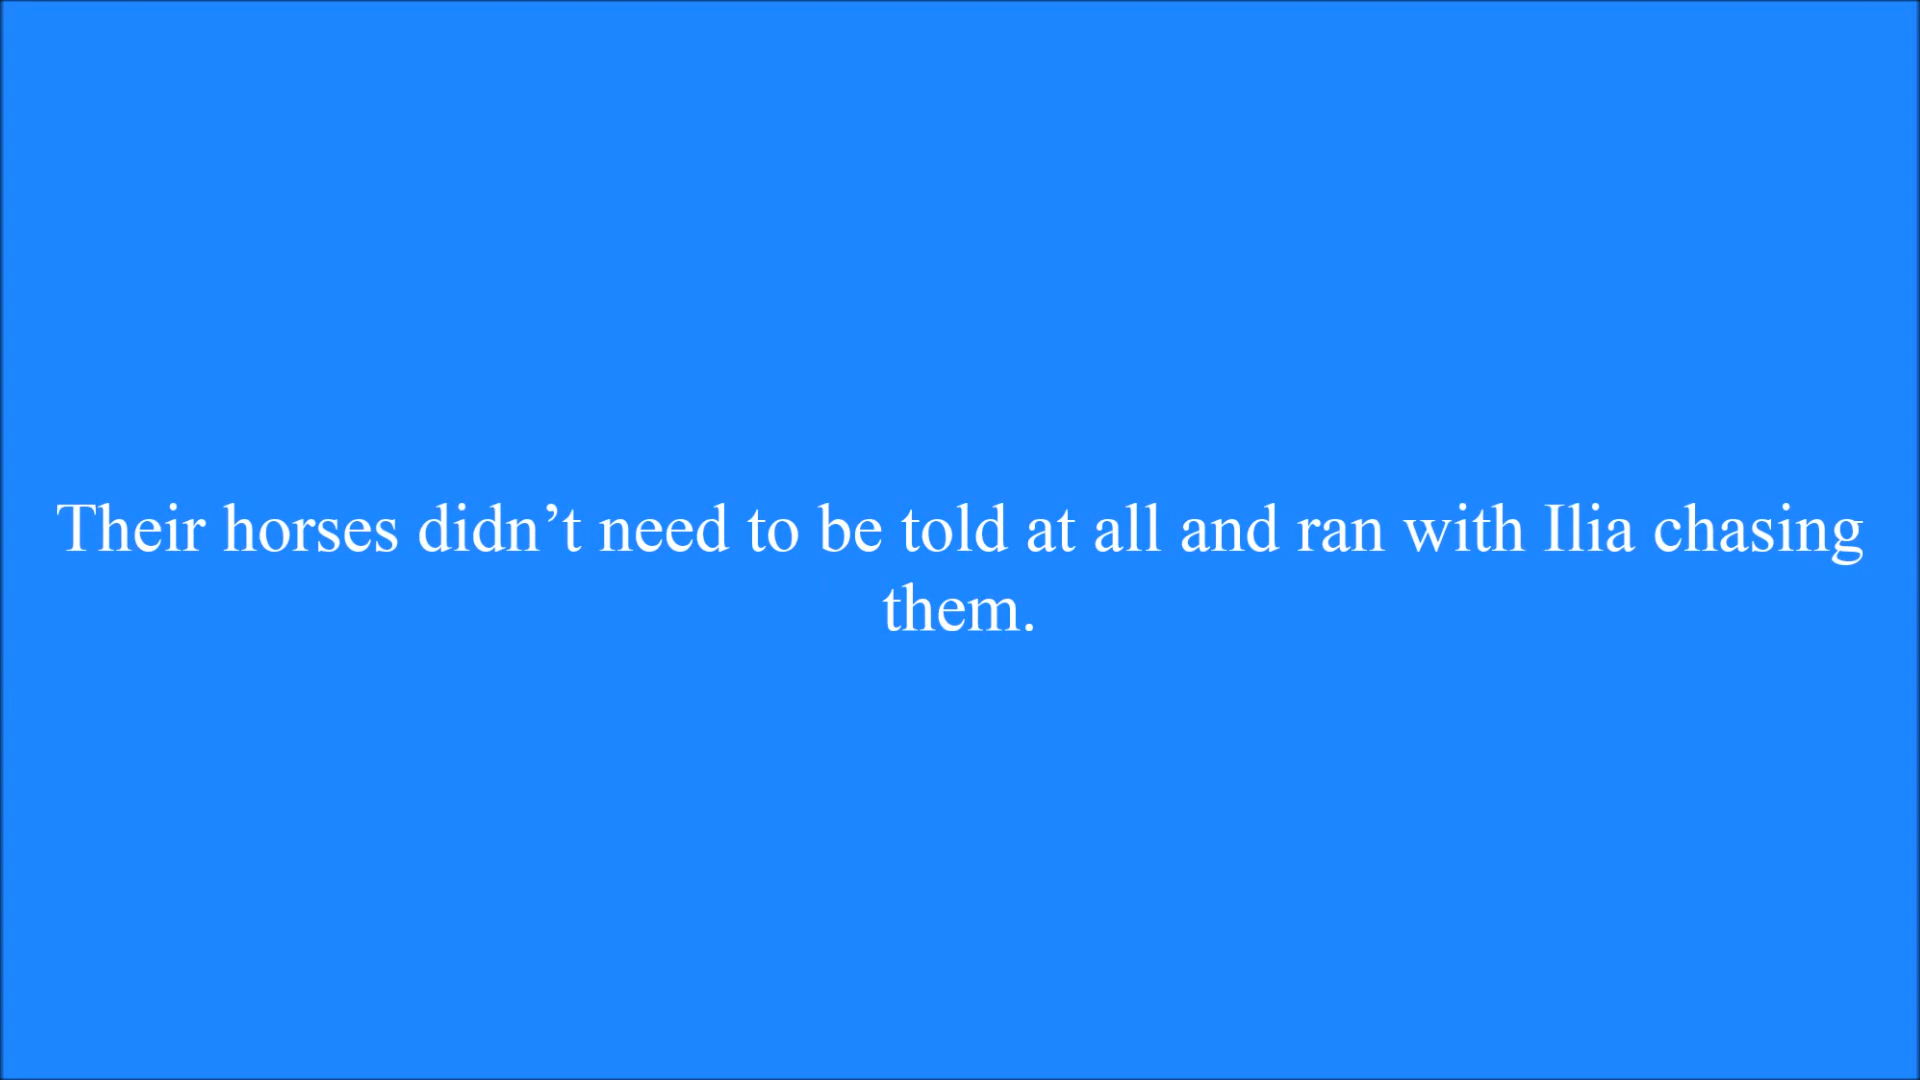 Their horses didn’t need to be told at all and ran with Ilia chasing
them.